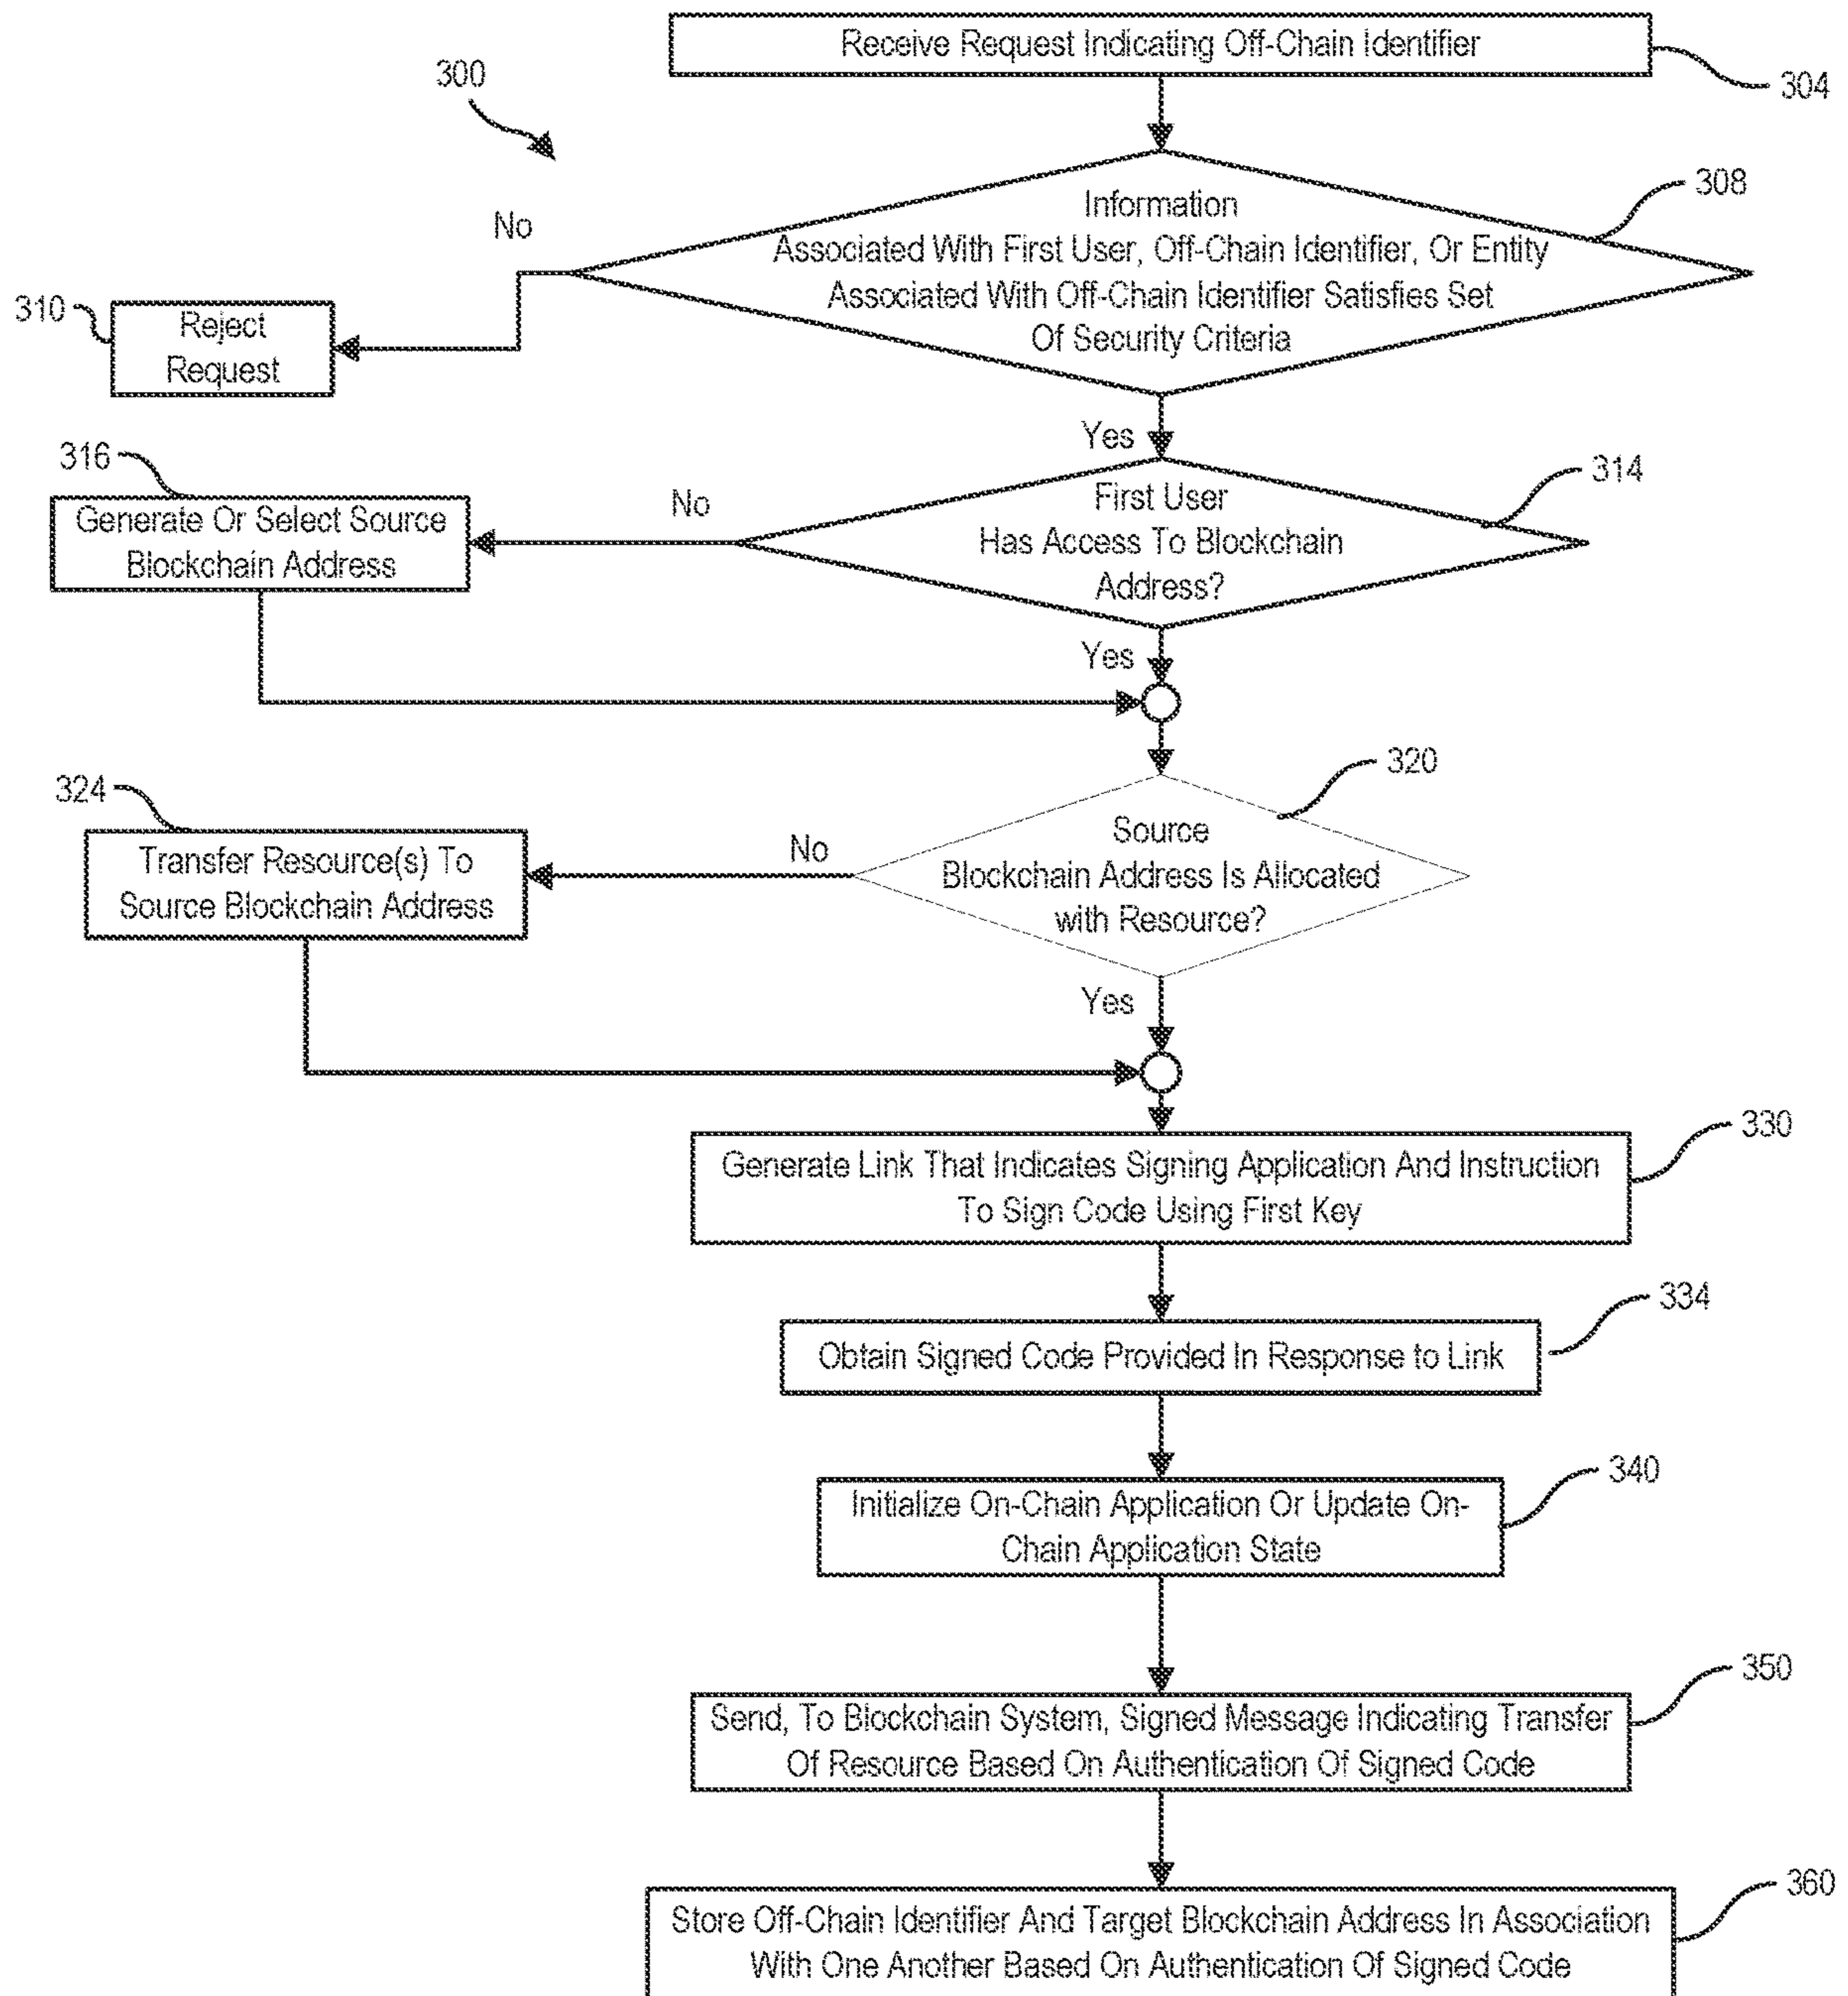 Receive Request Indicating Off-Chain Identifier
304
300
308
Information
Associated With First User, Off-Chain Identifier, Or Entity
Associated With Off-Chain Identifier Satisfies Set
Of Security Criteria
No
310
Reject
Request
Yes
316
Generate Or Select Source
Blockchain Address
No
314
First User
Has Access To Blockchain
Address?
Yes
320
324
Transfer Resource(s) To
Source Blockchain Address
No
Source
Blockchain Address Is Allocated
with Resource?
Yes
330
Generate Link That Indicates Signing Application And Instruction
To Sign Code Using First Key
334
Obtain Signed Code Provided In Response to Link
340
Initialize On-Chain Application Or Update On-
Chain Application State
350
Send, To Blockchain System, Signed Message Indicating Transfer
Of Resource Based On Authentication Of Signed Code
360
Store Off-Chain Identifier And Target Blockchain Address In Association
With One Another Based On Authentication Of Signed Code